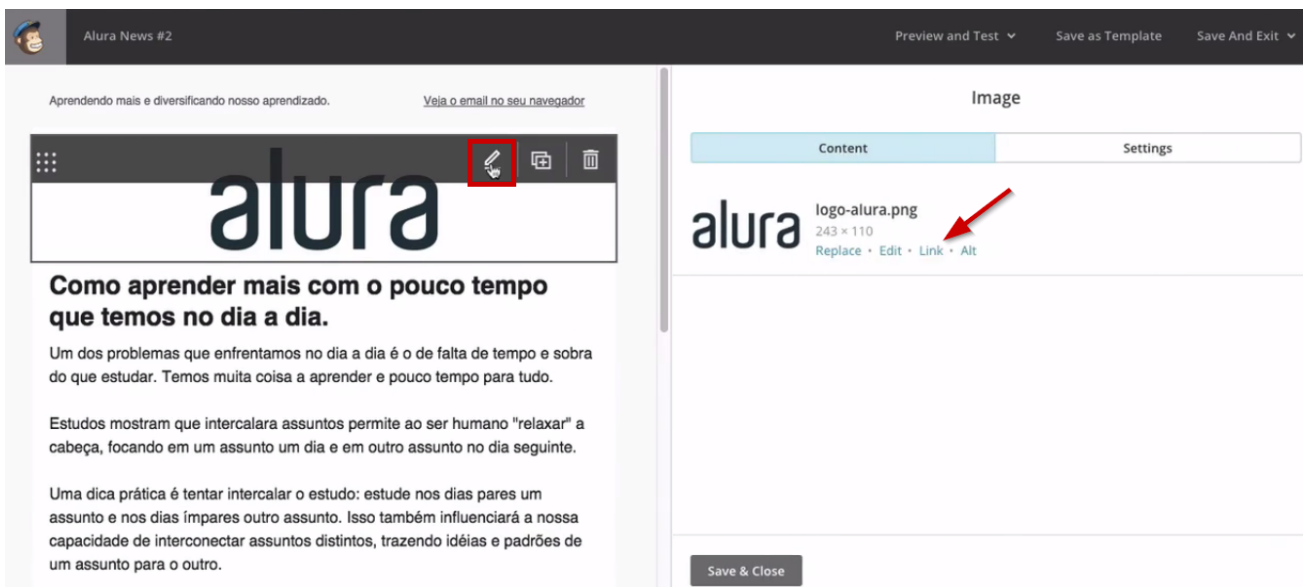 Alura News #2
Preview and Test
Save as Template
Save And Exit
Aprendendo mais e diversificando nosso aprendizado.
Veja o email no seu navegador
alura
Como aprender mais com o pouco tempo
que temos no dia a dia.
Um dos problemas que enfrentamos no dia a dia é o de falta de tempo e sobra
do que estudar. Temos muita coisa a aprender e pouco tempo para tudo.
Estudos mostram que intercalara assuntos permite ao ser humano "relaxar" a
cabeça, focando em um assunto um dia e em outro assunto no dia seguinte.
Uma dica prática é tentar intercalar o estudo: estude nos dias pares um
assunto e nos dias ímpares outro assunto. Isso também influenciará a nossa
capacidade de interconectar assuntos distintos, trazendo idéias e padrões de
um assunto para o outro.
Image
Content
Settings
alura
logo-alura.png
243 × 110
Replace • Edit • Link • Alt
Save & Close